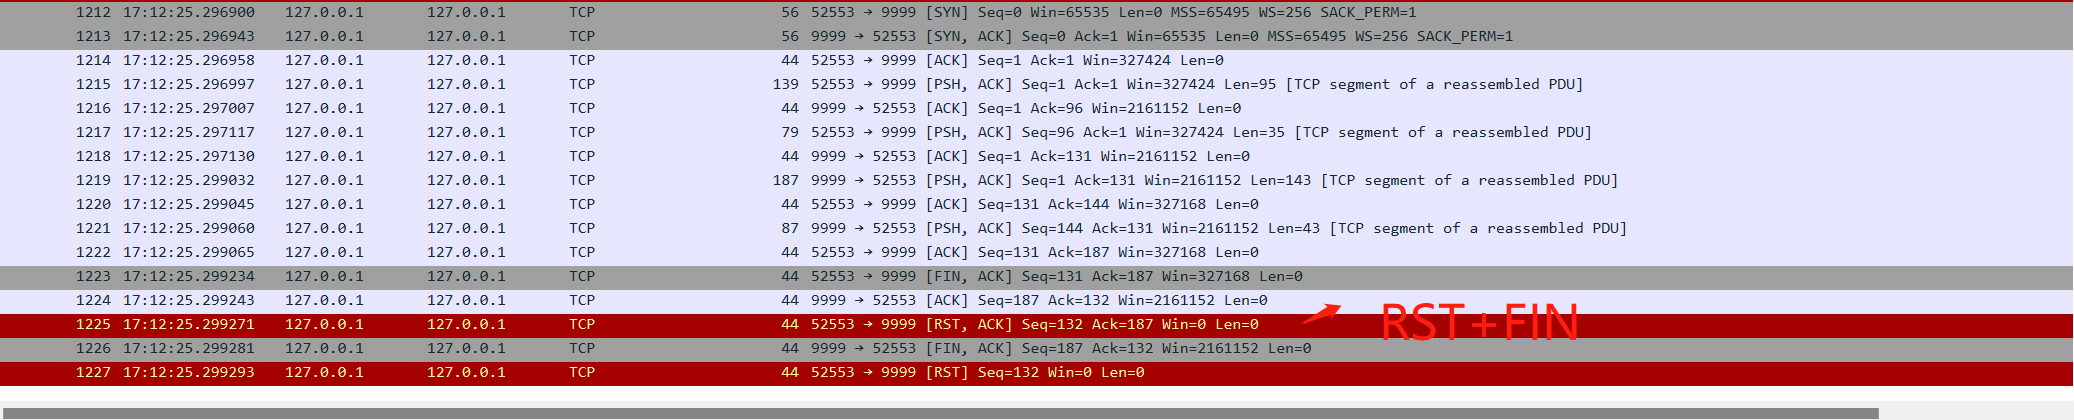 1212 17:12:25.296900 127.0.0.1 127.0.0.1 TCP 56 52553 → 9999 [SYN] Seq=0 Win=65535 Len=0 MSS=65495 WS=256 SACK_PERM=1
1213 17:12:25.296943 127.0.0.1 127.0.0.1 TCP 56 9999 → 52553 [SYN, ACK] Seq=0 Ack=1 Win=65535 Len=0 MSS=65495 WS=256 SACK_PERM=1
1214 17:12:25.296958 127.0.0.1 127.0.0.1 TCP 44 52553 → 9999 [ACK] Seq=1 Ack=1 Win=327424 Len=0
1215 17:12:25.296997 127.0.0.1 127.0.0.1 TCP 139 52553 → 9999 [PSH, ACK] Seq=1 Ack=1 Win=327424 Len=95 [TCP segment of a reassembled PDU]
1216 17:12:25.297007 127.0.0.1 127.0.0.1 TCP 44 9999 → 52553 [ACK] Seq=1 Ack=96 Win=2161152 Len=0
1217 17:12:25.297117 127.0.0.1 127.0.0.1 TCP 79 52553 → 9999 [PSH, ACK] Seq=96 Ack=1 Win=327424 Len=35 [TCP segment of a reassembled PDU]
1218 17:12:25.297130 127.0.0.1 127.0.0.1 TCP 44 9999 → 52553 [ACK] Seq=1 Ack=131 Win=2161152 Len=0
1219 17:12:25.299032 127.0.0.1 127.0.0.1 TCP 187 9999 → 52553 [PSH, ACK] Seq=1 Ack=131 Win=2161152 Len=143 [TCP segment of a reassembled PDU]
1220 17:12:25.299045 127.0.0.1 127.0.0.1 TCP 44 52553 → 9999 [ACK] Seq=131 Ack=144 Win=327168 Len=0
1221 17:12:25.299060 127.0.0.1 127.0.0.1 TCP 87 9999 → 52553 [PSH, ACK] Seq=144 Ack=131 Win=2161152 Len=43 [TCP segment of a reassembled PDU]
1222 17:12:25.299065 127.0.0.1 127.0.0.1 TCP 44 52553 → 9999 [ACK] Seq=131 Ack=187 Win=327168 Len=0
1223 17:12:25.299234 127.0.0.1 127.0.0.1 TCP 44 52553 → 9999 [FIN, ACK] Seq=131 Ack=187 Win=327168 Len=0
1224 17:12:25.299243 127.0.0.1 127.0.0.1 TCP 44 9999 → 52553 [ACK] Seq=187 Ack=132 Win=2161152 Len=0
1225 17:12:25.299271 127.0.0.1 127.0.0.1 TCP 44 52553 → 9999 [RST, ACK] Seq=132 Ack=187 Win=0 Len=0
RST+FIN
1226 17:12:25.299281 127.0.0.1 127.0.0.1 TCP 44 9999 → 52553 [FIN, ACK] Seq=187 Ack=132 Win=2161152 Len=0
1227 17:12:25.299293 127.0.0.1 127.0.0.1 TCP 44 52553 → 9999 [RST] Seq=132 Win=0 Len=0